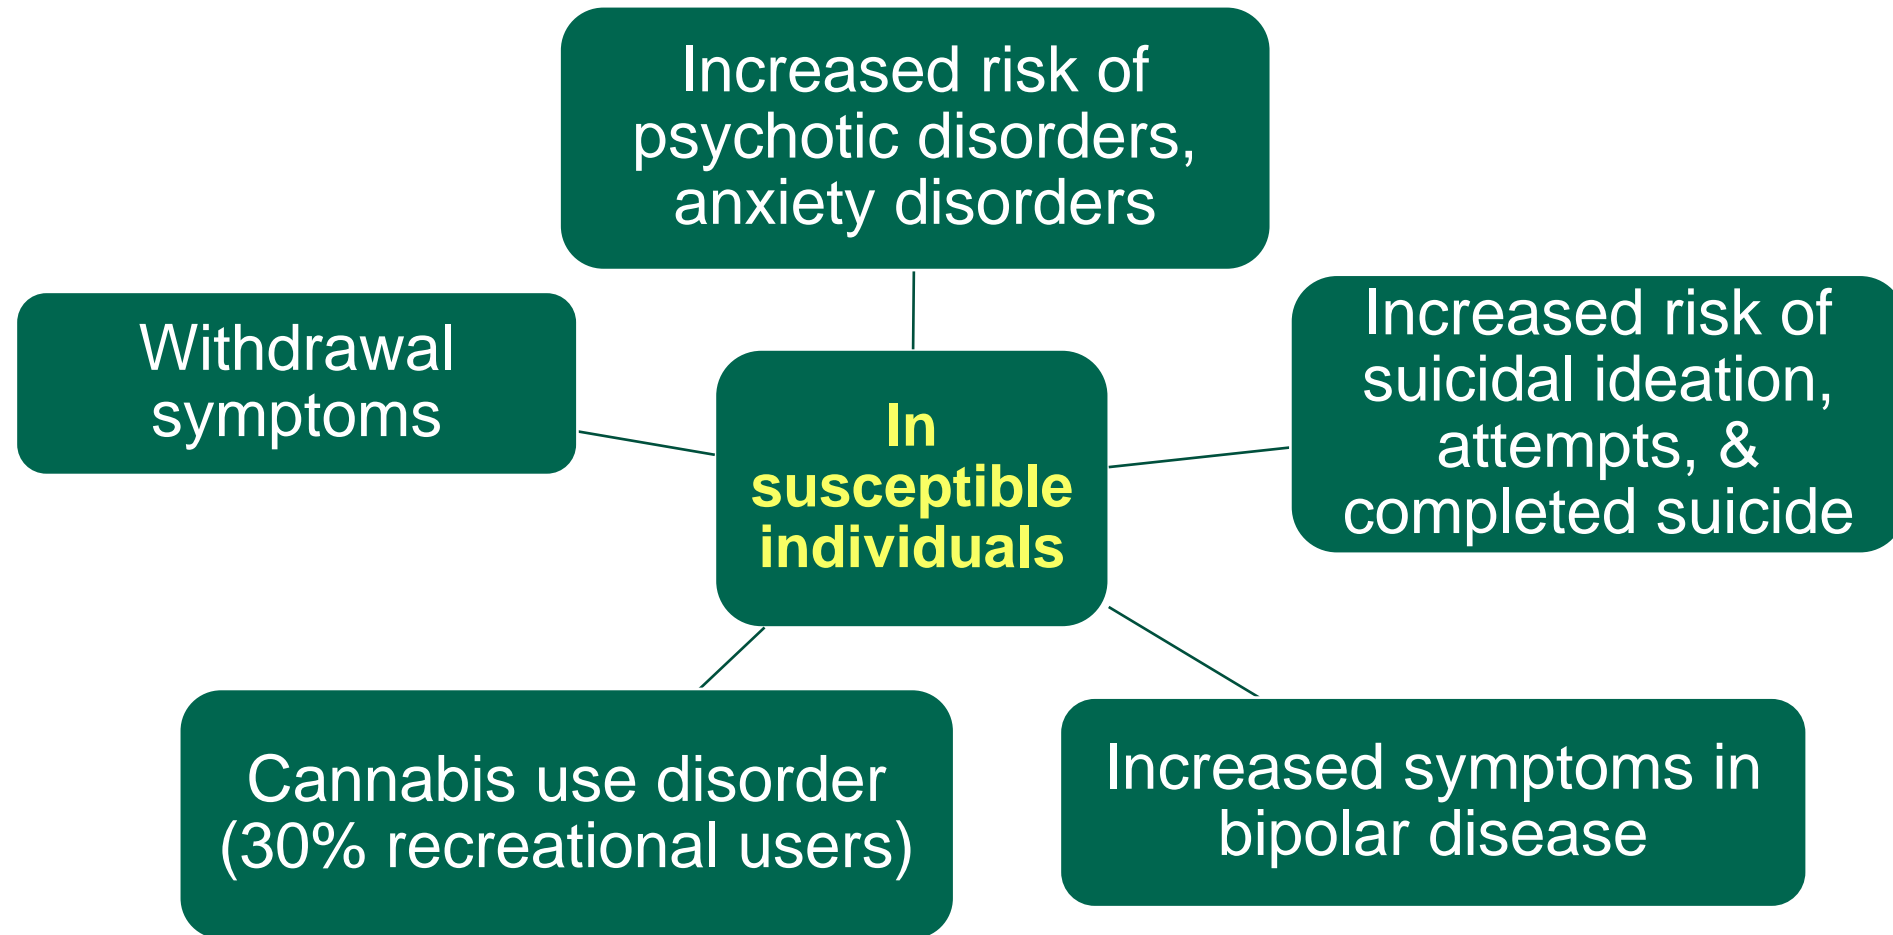 Increased risk of
psychotic disorders,
anxiety disorders
Withdrawal
symptoms
Increased risk of
suicidal ideation,
attempts, &
completed suicide
In
susceptible
individuals
Cannabis use disorder
(30% recreational users)
Increased symptoms in
bipolar disease